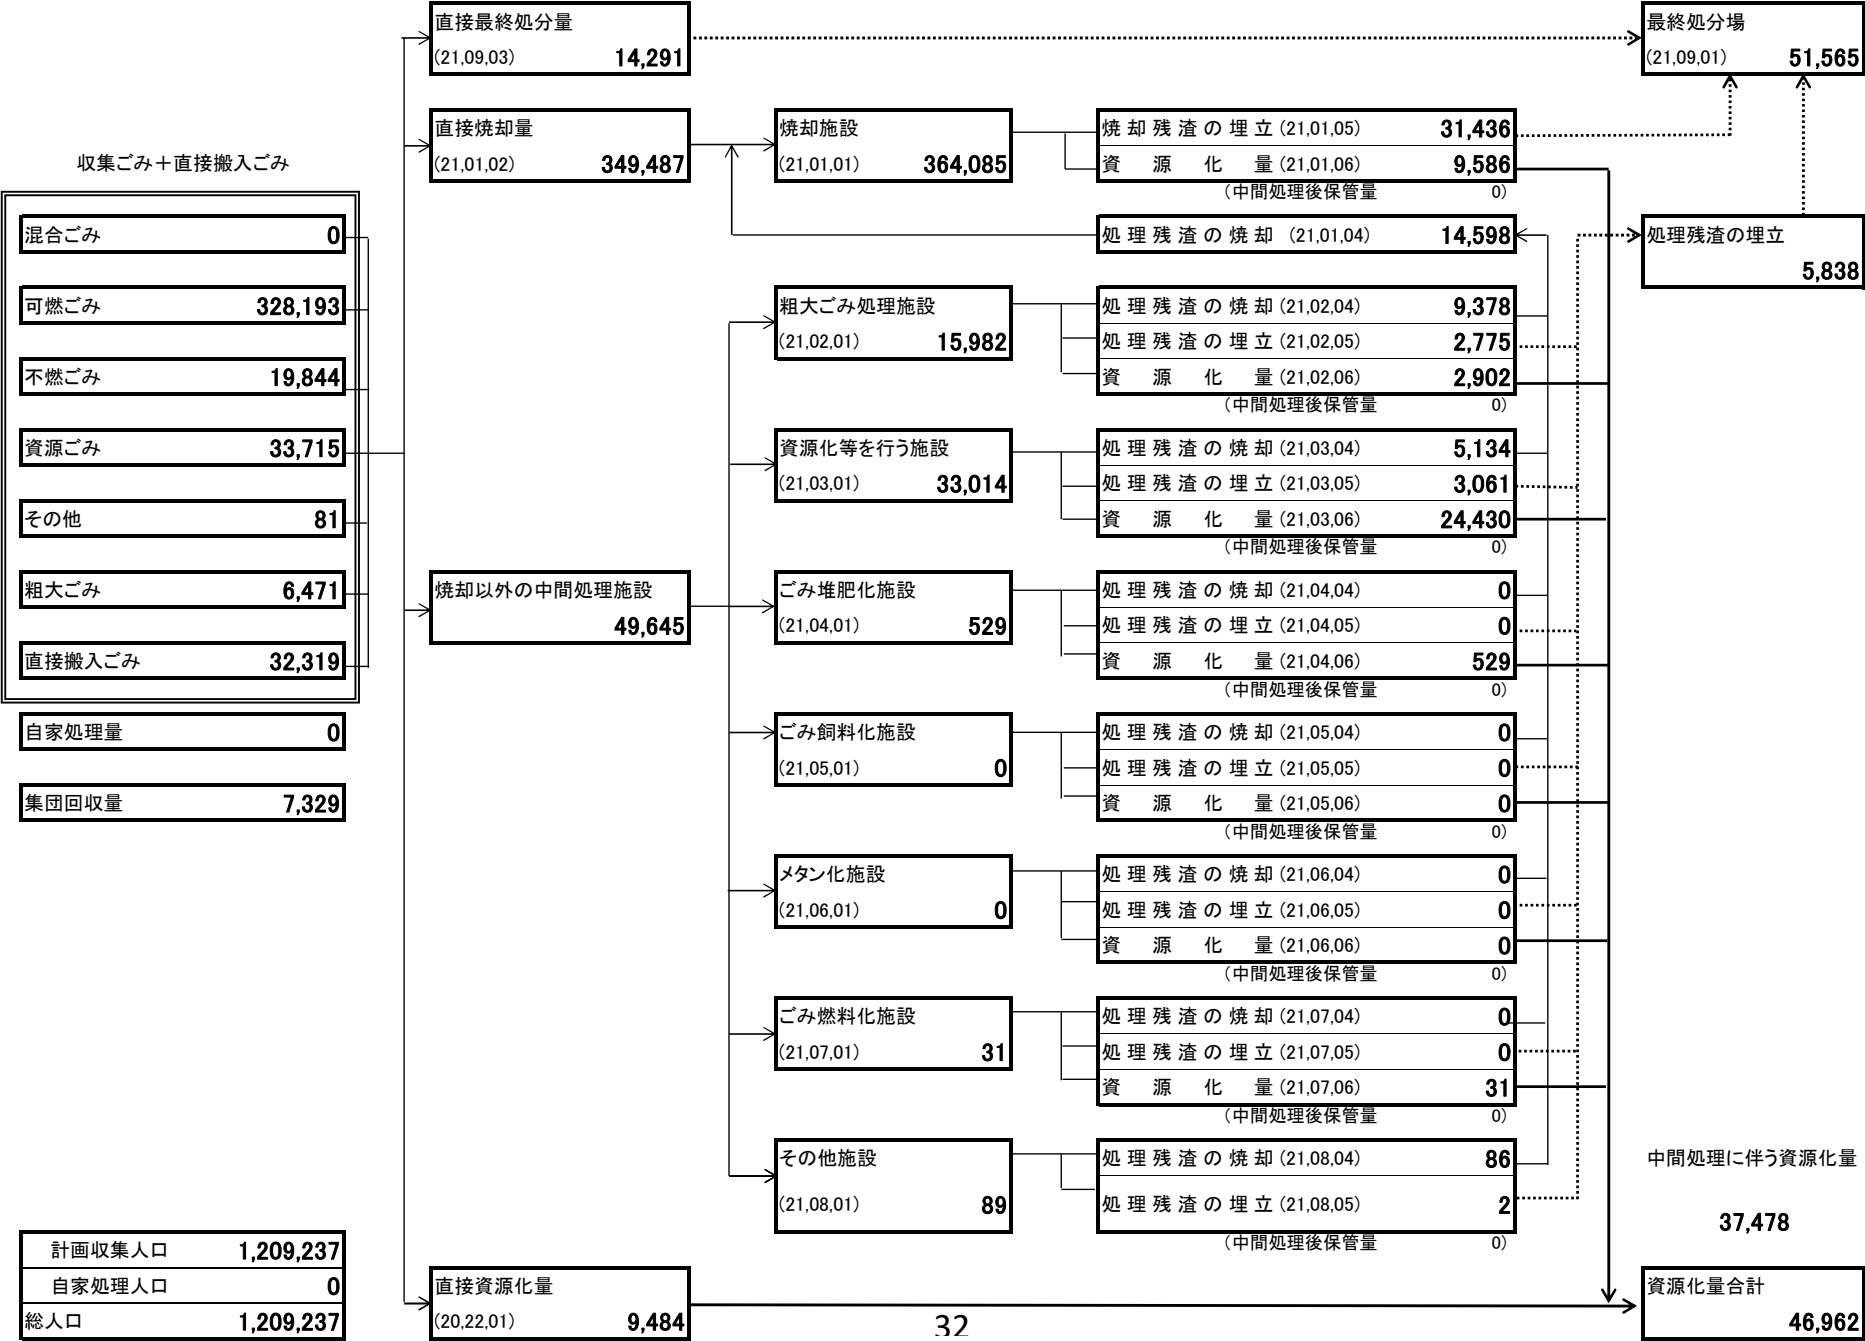 直接最終処分量
(21,09,03) 14,291
最終処分場
(21,09,01) 51,565
収集ごみ＋直接搬入ごみ
混合ごみ 0
可燃ごみ 328,193
不燃ごみ 19,844
資源ごみ 33,715
その他 81
粗大ごみ 6,471
直接搬入ごみ 32,319
自家処理量 0
集団回収量 7,329
計画収集人口 1,209,237
自家処理人口 0
総人口 1,209,237
直接焼却量
(21,01,02) 349,487
焼却以外の中間処理施設
49,645
直接資源化量
(20,22,01) 9,484
焼却施設
(21,01,01) 364,085
焼却残渣の埋立(21,01,05) 31,436
資源化量(21,01,06) 9,586
(中間処理後保管量 0)
処理残渣の焼却 (21,01,04) 14,598
粗大ごみ処理施設
(21,02,01) 15,982
処理残渣の焼却(21,02,04) 9,378
処理残渣の埋立(21,02,05) 2,775
資源化量(21,02,06) 2,902
(中間処理後保管量 0)
資源化等を行う施設
(21,03,01) 33,014
処理残渣の焼却(21,03,04) 5,134
処理残渣の埋立(21,03,05) 3,061
資源化量(21,03,06) 24,430
(中間処理後保管量 0)
ごみ堆肥化施設
(21,04,01) 529
処理残渣の焼却(21,04,04) 0
処理残渣の埋立(21,04,05) 0
資源化量(21,04,06) 529
(中間処理後保管量 0)
ごみ飼料化施設
(21,05,01) 0
処理残渣の焼却(21,05,04) 0
処理残渣の埋立(21,05,05) 0
資源化量(21,05,06) 0
(中間処理後保管量 0)
メタン化施設
(21,06,01) 0
処理残渣の焼却(21,06,04) 0
処理残渣の埋立(21,06,05) 0
資源化量(21,06,06) 0
(中間処理後保管量 0)
ごみ燃料化施設
(21,07,01) 31
処理残渣の焼却(21,07,04) 0
処理残渣の埋立(21,07,05) 0
資源化量(21,07,06) 31
(中間処理後保管量 0)
その他施設
(21,08,01) 89
処理残渣の焼却(21,08,04) 86
処理残渣の埋立(21,08,05) 2
(中間処理後保管量 0)
処理残渣の埋立
5,838
中間処理に伴う資源化量
37,478
資源化量合計
46,962
32